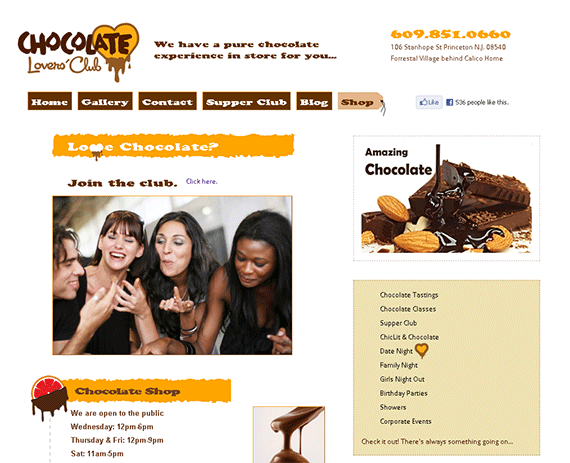 CHOCOLATE
Lovers' Club
We have a pure chocolate
experience in store for you...
609.851.0660
106 Stanhope St Princeton N.J. 08540
Forrestal Village behind Calico Home
Home
Gallery
Contact
Supper Club
Blog
Shop
Like
536 people like this.
Love Chocolate?
Join the club. Click here.
Chocolate Shop
We are open to the public
Wednesday: 12pm-6pm
Thursday & Fri: 12pm-9pm
Sat: 11am-5pm
Amazing
Chocolate
Chocolate Tastings
Chocolate Classes
Supper Club
ChicLit & Chocolate
Date Night
Family Night
Girls Night Out
Birthday Parties
Showers
Corporate Events
Check it out! There's always something going on...